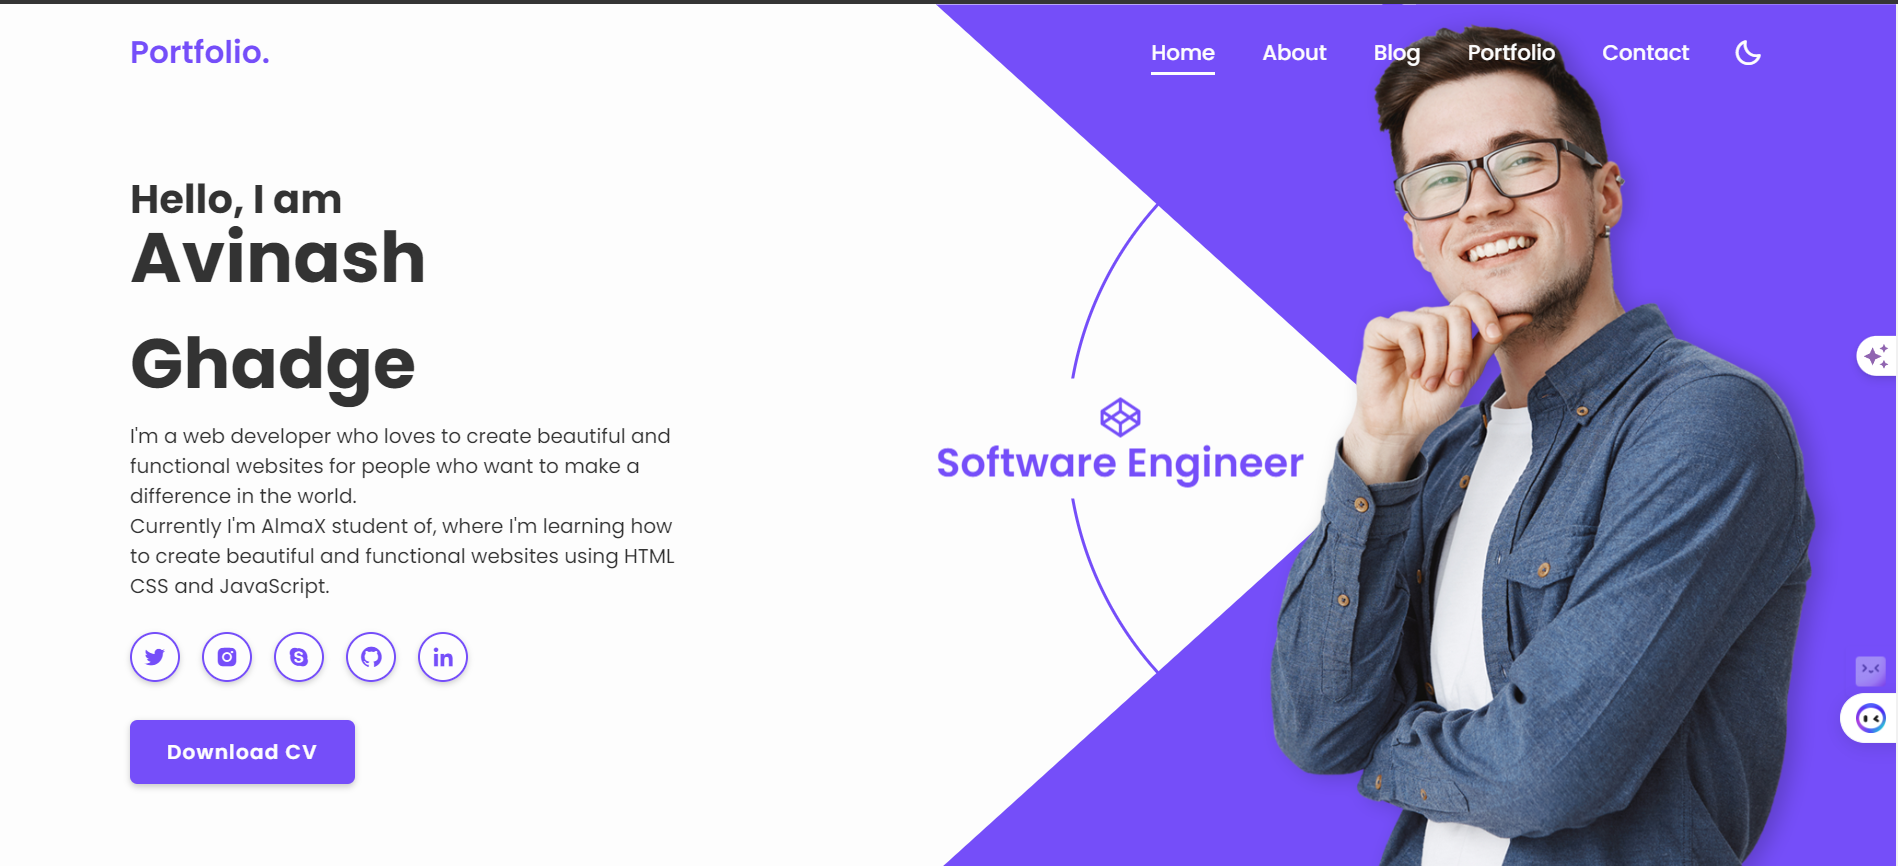 Portfolio.
Home About Blog Portfolio Contact
Hello, I am
Avinash
Ghadge
I'm a web developer who loves to create beautiful and
functional websites for people who want to make a
difference in the world.
Currently I'm AlmaX student of, where I'm learning how
to create beautiful and functional websites using HTML
CSS and JavaScript.
Download CV
Software Engineer